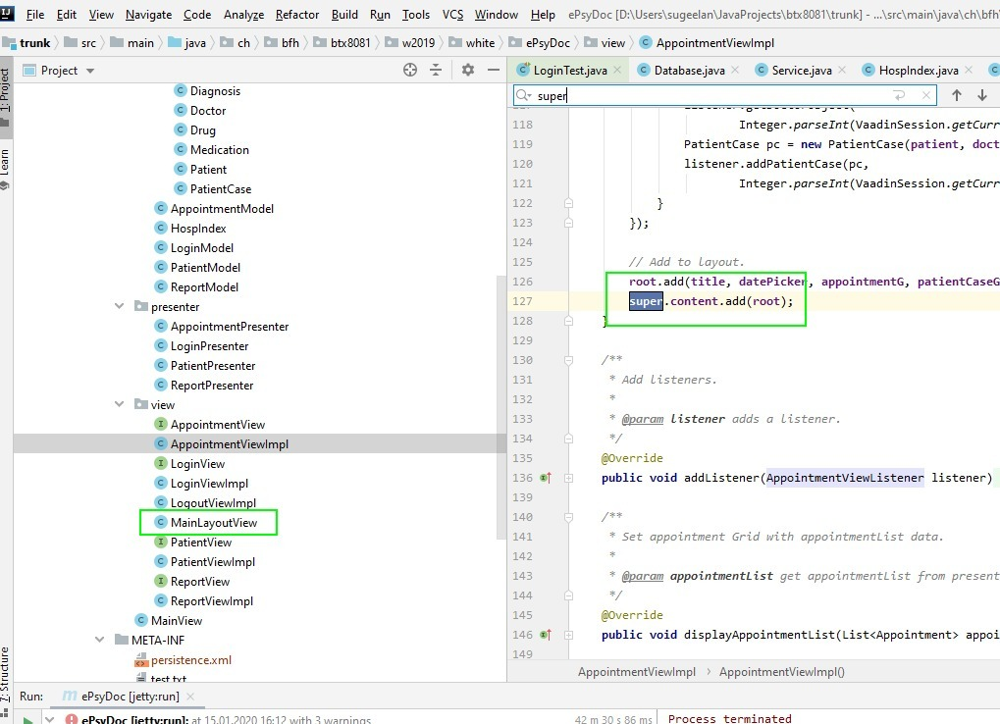 File Edit View Navigate Code Analyze Refactor Build Run Tools VCS Window Help ePsyDoc [D:\Users\sugeelan\JavaProjects\btx8081\trunk] - ...\src\main\java\ch\bfh\
trunk src main java ch bfh btx8081 w2019 white ePsyDoc view AppointmentViewImpl
1: Project
Learn
7: Structure
Project
Diagnosis
Doctor
Drug
Medication
Patient
PatientCase
AppointmentModel
HospIndex
LoginModel
PatientModel
ReportModel
presenter
AppointmentPresenter
LoginPresenter
PatientPresenter
ReportPresenter
view
AppointmentView
AppointmentViewImpl
LoginView
LoginViewImpl
LogoutViewImpl
MainLayoutView
PatientView
PatientViewImpl
ReportView
ReportViewImpl
MainView
META-INF
persistence.xml
test.txt
LoginTest.java Database.java Service.java HospIndex.java
super
118 Integer.parseInt(VaadinSession.getCurr
119 PatientCase pc = new PatientCase(patient, doct
120 listener.addPatientCase(pc,
121 Integer.parseInt(VaadinSession.getCurr
122 }
123 });
124
125 // Add to layout.
126 root.add(title, datePicker, appointmentG, patientCaseG
127 super.content.add(root);
128 }
129
130 /**
131 * Add listeners.
132 *
133 * @param listener adds a listener.
134 */
135 @Override
136 public void addListener(AppointmentViewListener listener)
139
140 /**
141 * Set appointment Grid with appointmentList data.
142 *
143 * @param appointmentList get appointmentList from present
144 */
145 @Override
146 public void displayAppointmentList(List<Appointment> appoi
149
AppointmentViewImpl > AppointmentViewImpl()
Run: ePsyDoc [jetty:run]
ePsyDoc [jetty:run]: at 15.01.2020 16:12 with 3 warnings 42 m 30 s 86 ms
Process terminated